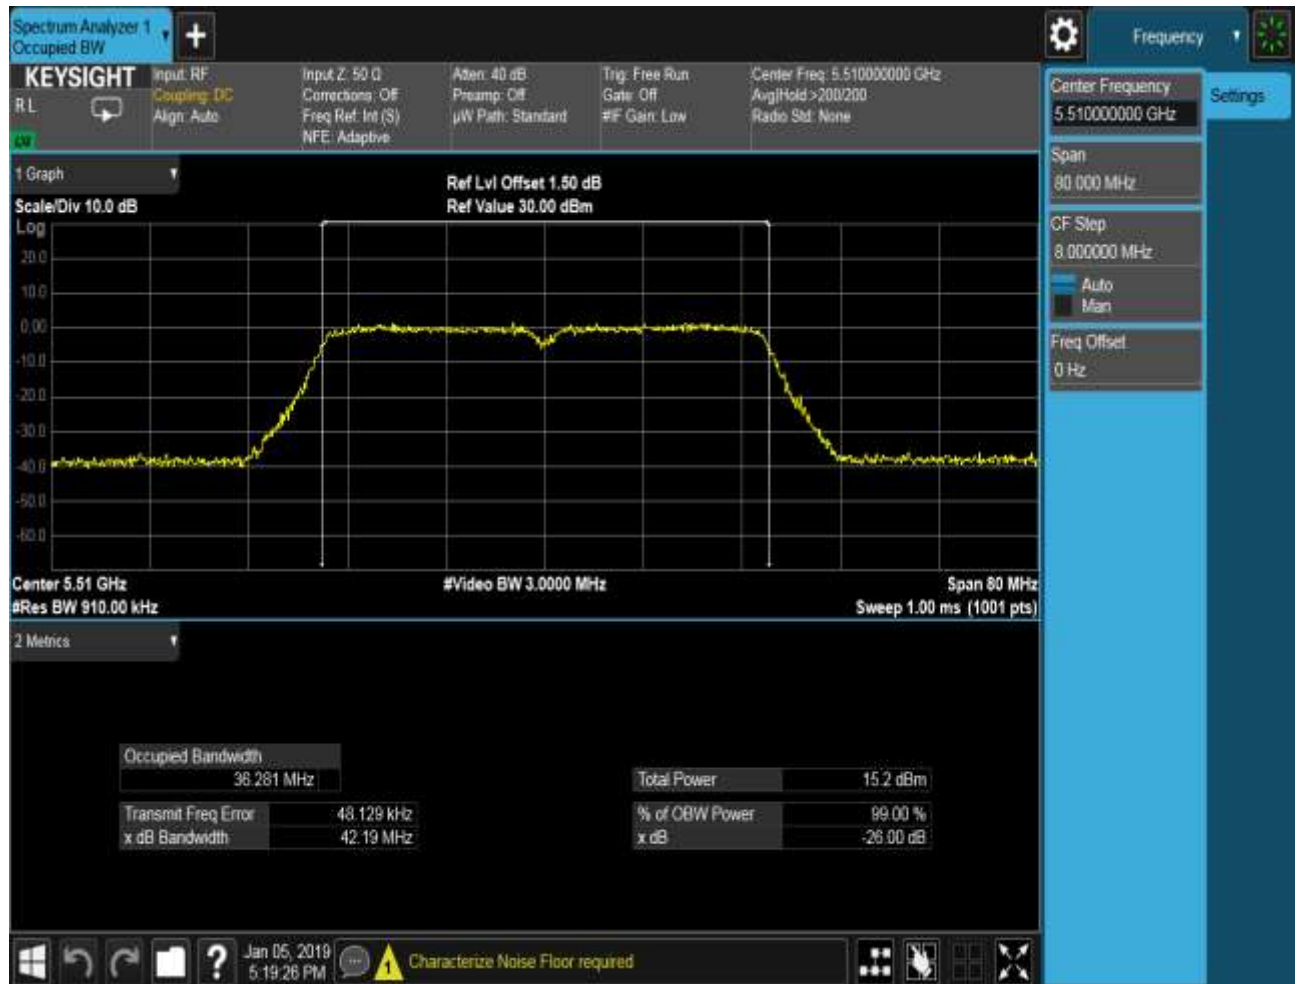 Spectrum Analyzer 1
Occupied BW
Frequency
KEYSIGHT
R L
Input: RF
Coupling: DC
Align: Auto
Input Z: 50 Ω
Corrections: Off
Freq Ref: Int (S)
NFE: Adaptive
Atten: 40 dB
Preamp: Off
µW Path: Standard
Trig: Free Run
Gate: Off
#IF Gain: Low
Center Freq: 5.510000000 GHz
Avg|Hold:>200/200
Radio Std: None
1 Graph
Scale/Div 10.0 dB
Ref Lvl Offset 1.50 dB
Ref Value 30.00 dBm
Log
20.0
10.0
0.00
-10.0
-20.0
-30.0
-40.0
-50.0
-60.0
Center 5.51 GHz
#Video BW 3.0000 MHz
Span 80 MHz
#Res BW 910.00 kHz
Sweep 1.00 ms (1001 pts)
2 Metrics
Occupied Bandwidth
36.281 MHz
Total Power 15.2 dBm
Transmit Freq Error 48.129 kHz
% of OBW Power 99.00 %
x dB Bandwidth 42.19 MHz
x dB -26.00 dB
Center Frequency
5.510000000 GHz
Settings
Span
80.000 MHz
CF Step
8.000000 MHz
Auto
Man
Freq Offset
0 Hz
?
Jan 05, 2019
5:19:26 PM
1
Characterize Noise Floor required